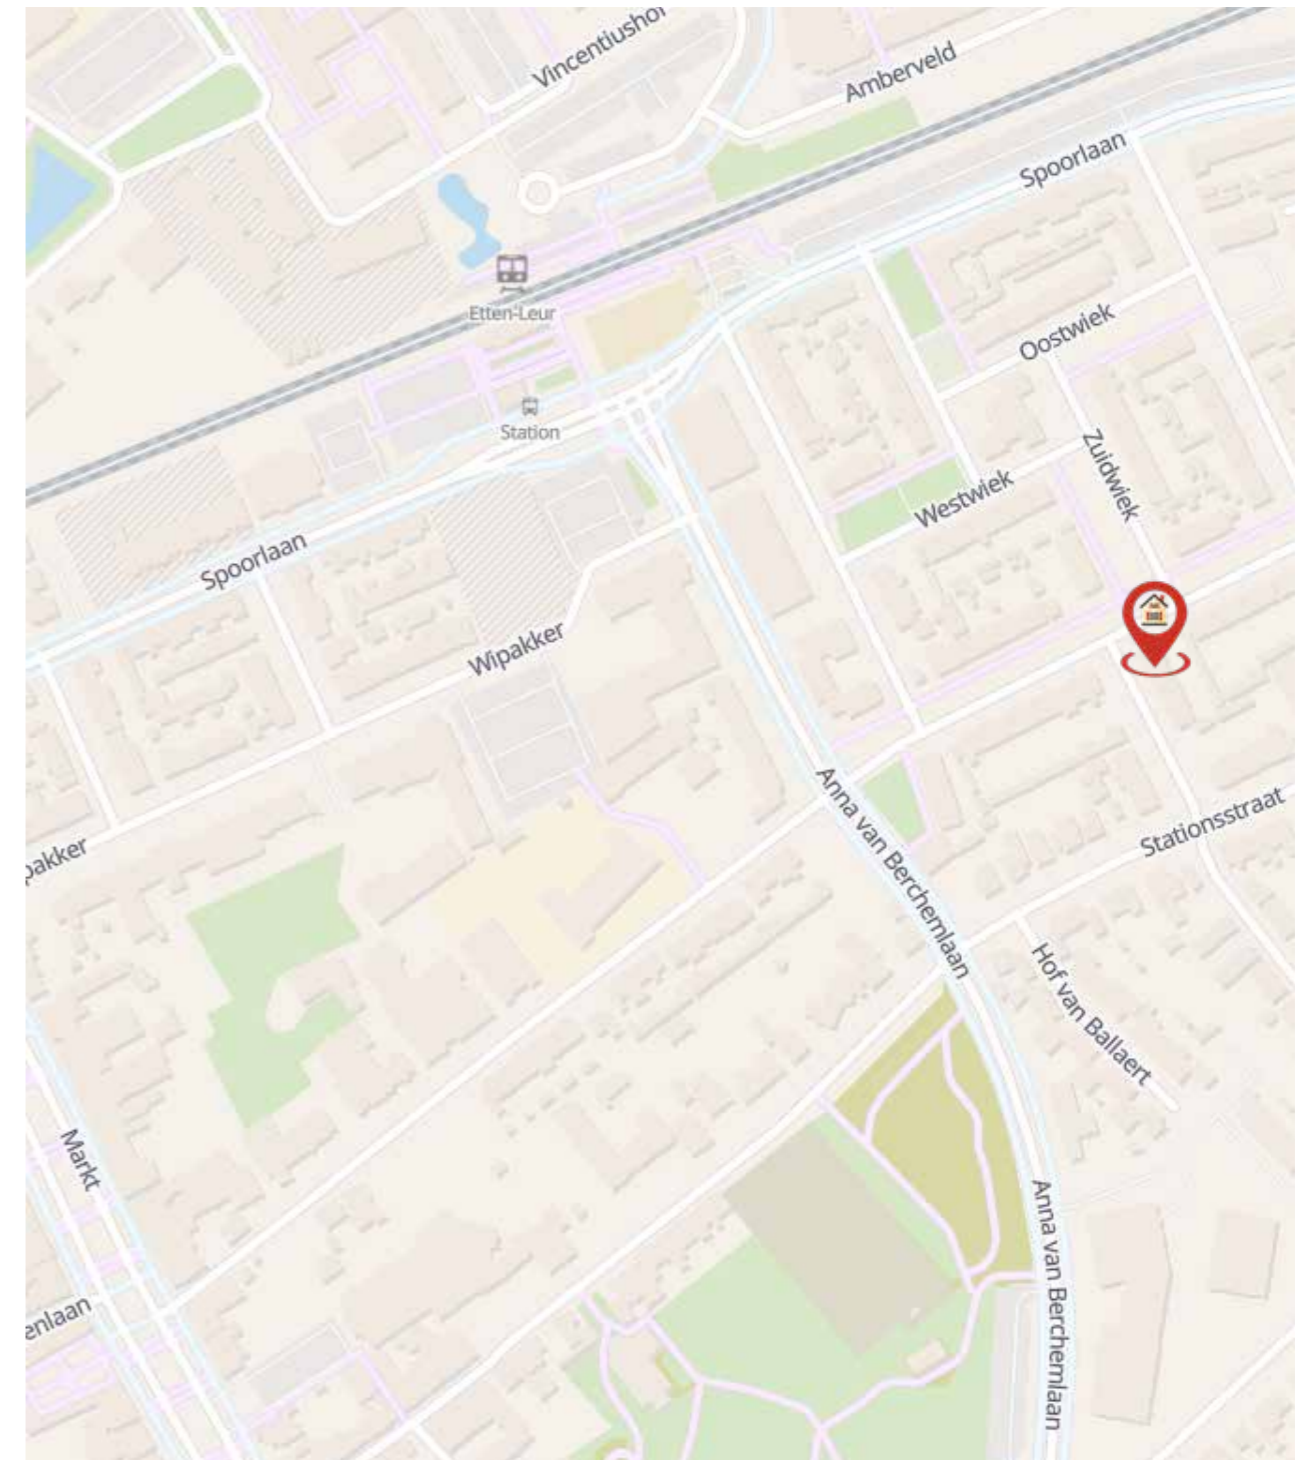 Vincentiushof
Amberveld
Spoorlaan
Etten-Leur
Oostwiek
Station
Zuidwiek
Westwiek
Spoorlaan
Wipakker
Anna van Berchemlaan
Stationsstraat
pakker
Hof van Ballaert
Markt
Anna van Berchemlaan
enlaan